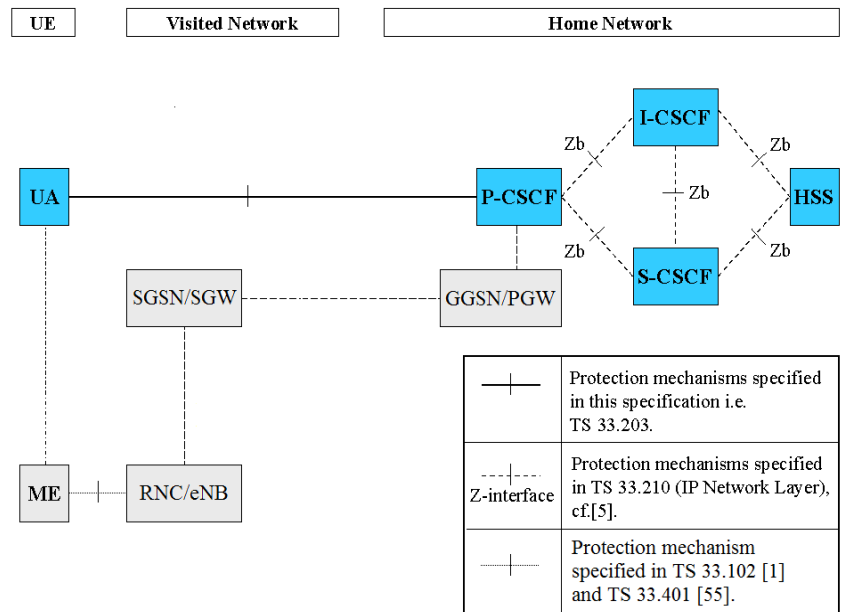 UE
Visited Network
Home Network
I-CSCF
Zb
Zb
UA
P-CSCF
Zb
HSS
Zb
Zb
S-CSCF
SGSN/SGW
GGSN/PGW
Protection mechanisms specified
in this specification i.e.
TS 33.203.
ME
RNC/eNB
Z-interface
Protection mechanisms specified
in TS 33.210 (IP Network Layer),
cf.[5].
Protection mechanism
specified in TS 33.102 [1]
and TS 33.401 [55].